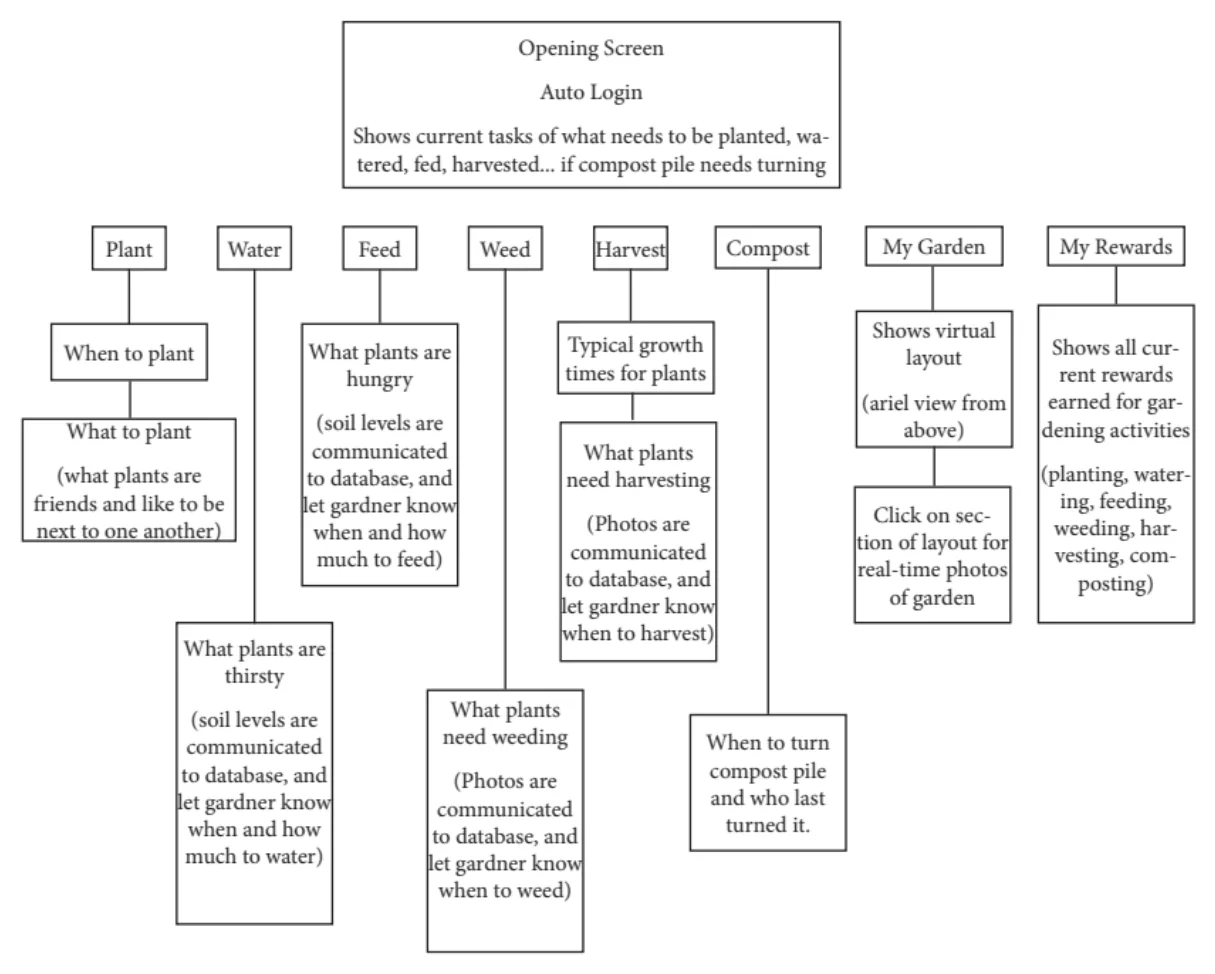 Opening Screen
Auto Login
Shows current tasks of what needs to be planted, wa-
tered, fed, harvested... if compost pile needs turning
Plant
Water
Feed
Weed
Harvest
Compost
My Garden
My Rewards
When to plant
What to plant
(what plants are
friends and like to be
next to one another)
What plants are
thirsty
(soil levels are
communicated
to database, and
let gardner know
when and how
much to water)
What plants are
hungry
(soil levels are
communicated
to database, and
let gardner know
when and how
much to feed)
What plants
need weeding
(Photos are
communicated
to database, and
let gardner know
when to weed)
Typical growth
times for plants
What plants
need harvesting
(Photos are
communicated
to database, and
let gardner know
when to harvest)
When to turn
compost pile
and who last
turned it.
Shows virtual
layout
(ariel view from
above)
Click on sec-
tion of layout for
real-time photos
of garden
Shows all cur-
rent rewards
earned for gar-
dening activities
(planting, water-
ing, feeding,
weeding, har-
vesting, com-
posting)